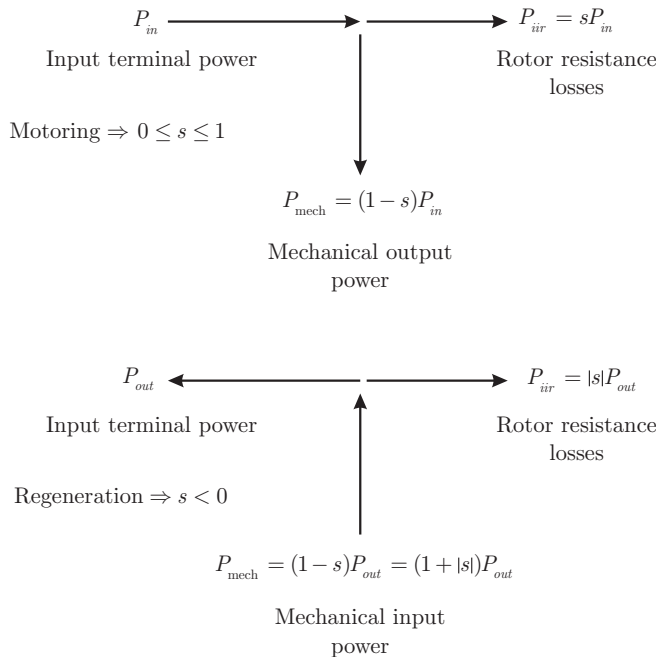 P_in
P_iir = sP_in
Input terminal power
Rotor resistance
losses
Motoring ⇒ 0 ≤ s ≤ 1
P_mech = (1 − s)P_in
Mechanical output
power
P_out
P_iir = |s|P_out
Input terminal power
Rotor resistance
losses
Regeneration ⇒ s < 0
P_mech = (1 − s)P_out = (1 + |s|)P_out
Mechanical input
power